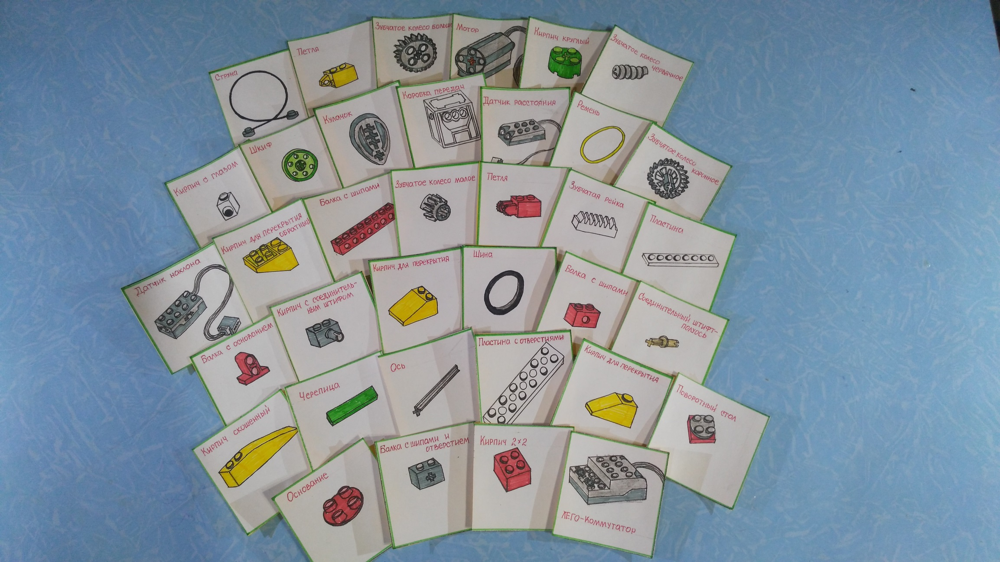 Струна
Петля
Зубчатое колесо больш
Мотор
Кирпич круглый
Зубчатое колесо
червячное
Кирпич с глазом
Шкиф
Кулачок
Коробка передач
Датчик расстояния
Ремень
Зубчатое колесо
коронное
Датчик наклона
Кирпич для перекрытия
обратный
Балка с шипами
Зубчатое колесо малое
Петля
Зубчатая рейка
Пластина
Балка с основанием
Кирпич с соединитель-
ным штифом
Кирпич для перекрытия
Шина
Балка с шипами
Соединительный штифт-
полуось
Кирпич скошенный
Черепица
Ось
Пластина с отверстиями
Кирпич для перекрытия
Поворотный стол
Основание
Балка с шипами и
отверстием
Кирпич 2×2
ЛЕГО-коммутатор